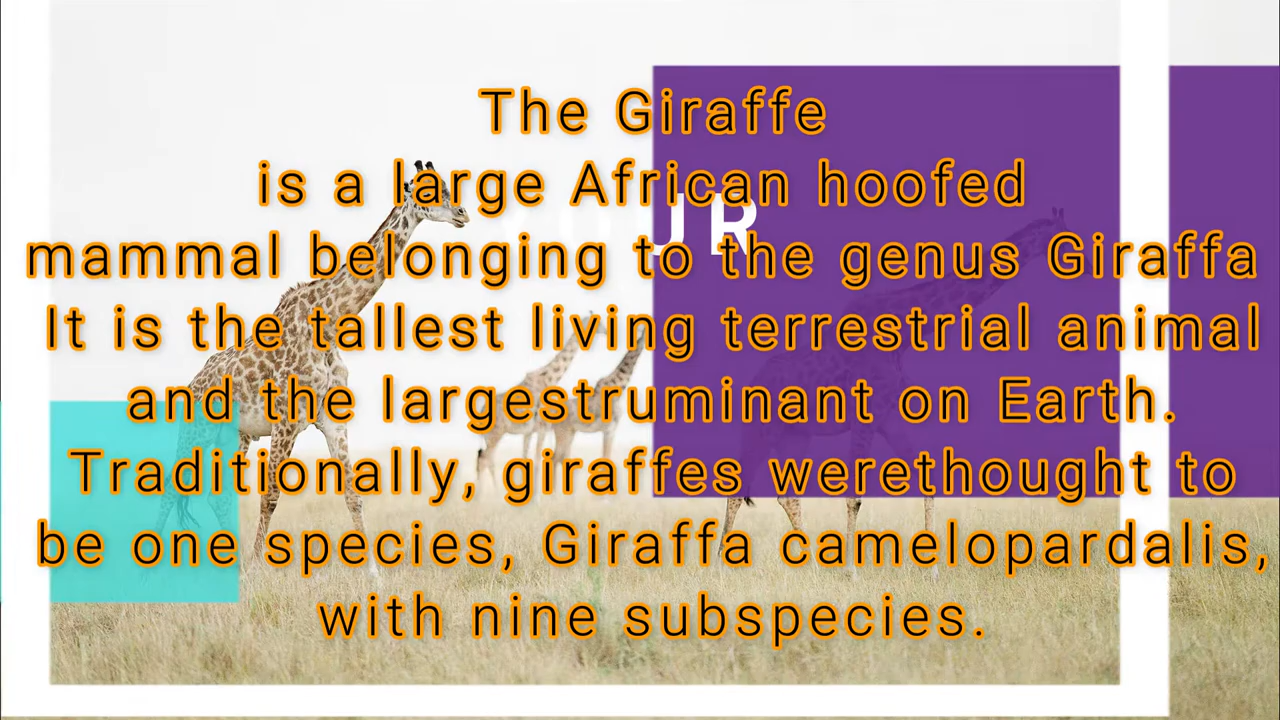 The Giraffe
is a large African hoofed
mammal belonging to the genus Giraffa
It is the tallest living terrestrial animal
and the largestruminant on Earth.
Traditionally, giraffes werethought to
be one species, Giraffa camelopardalis,
with nine subspecies.